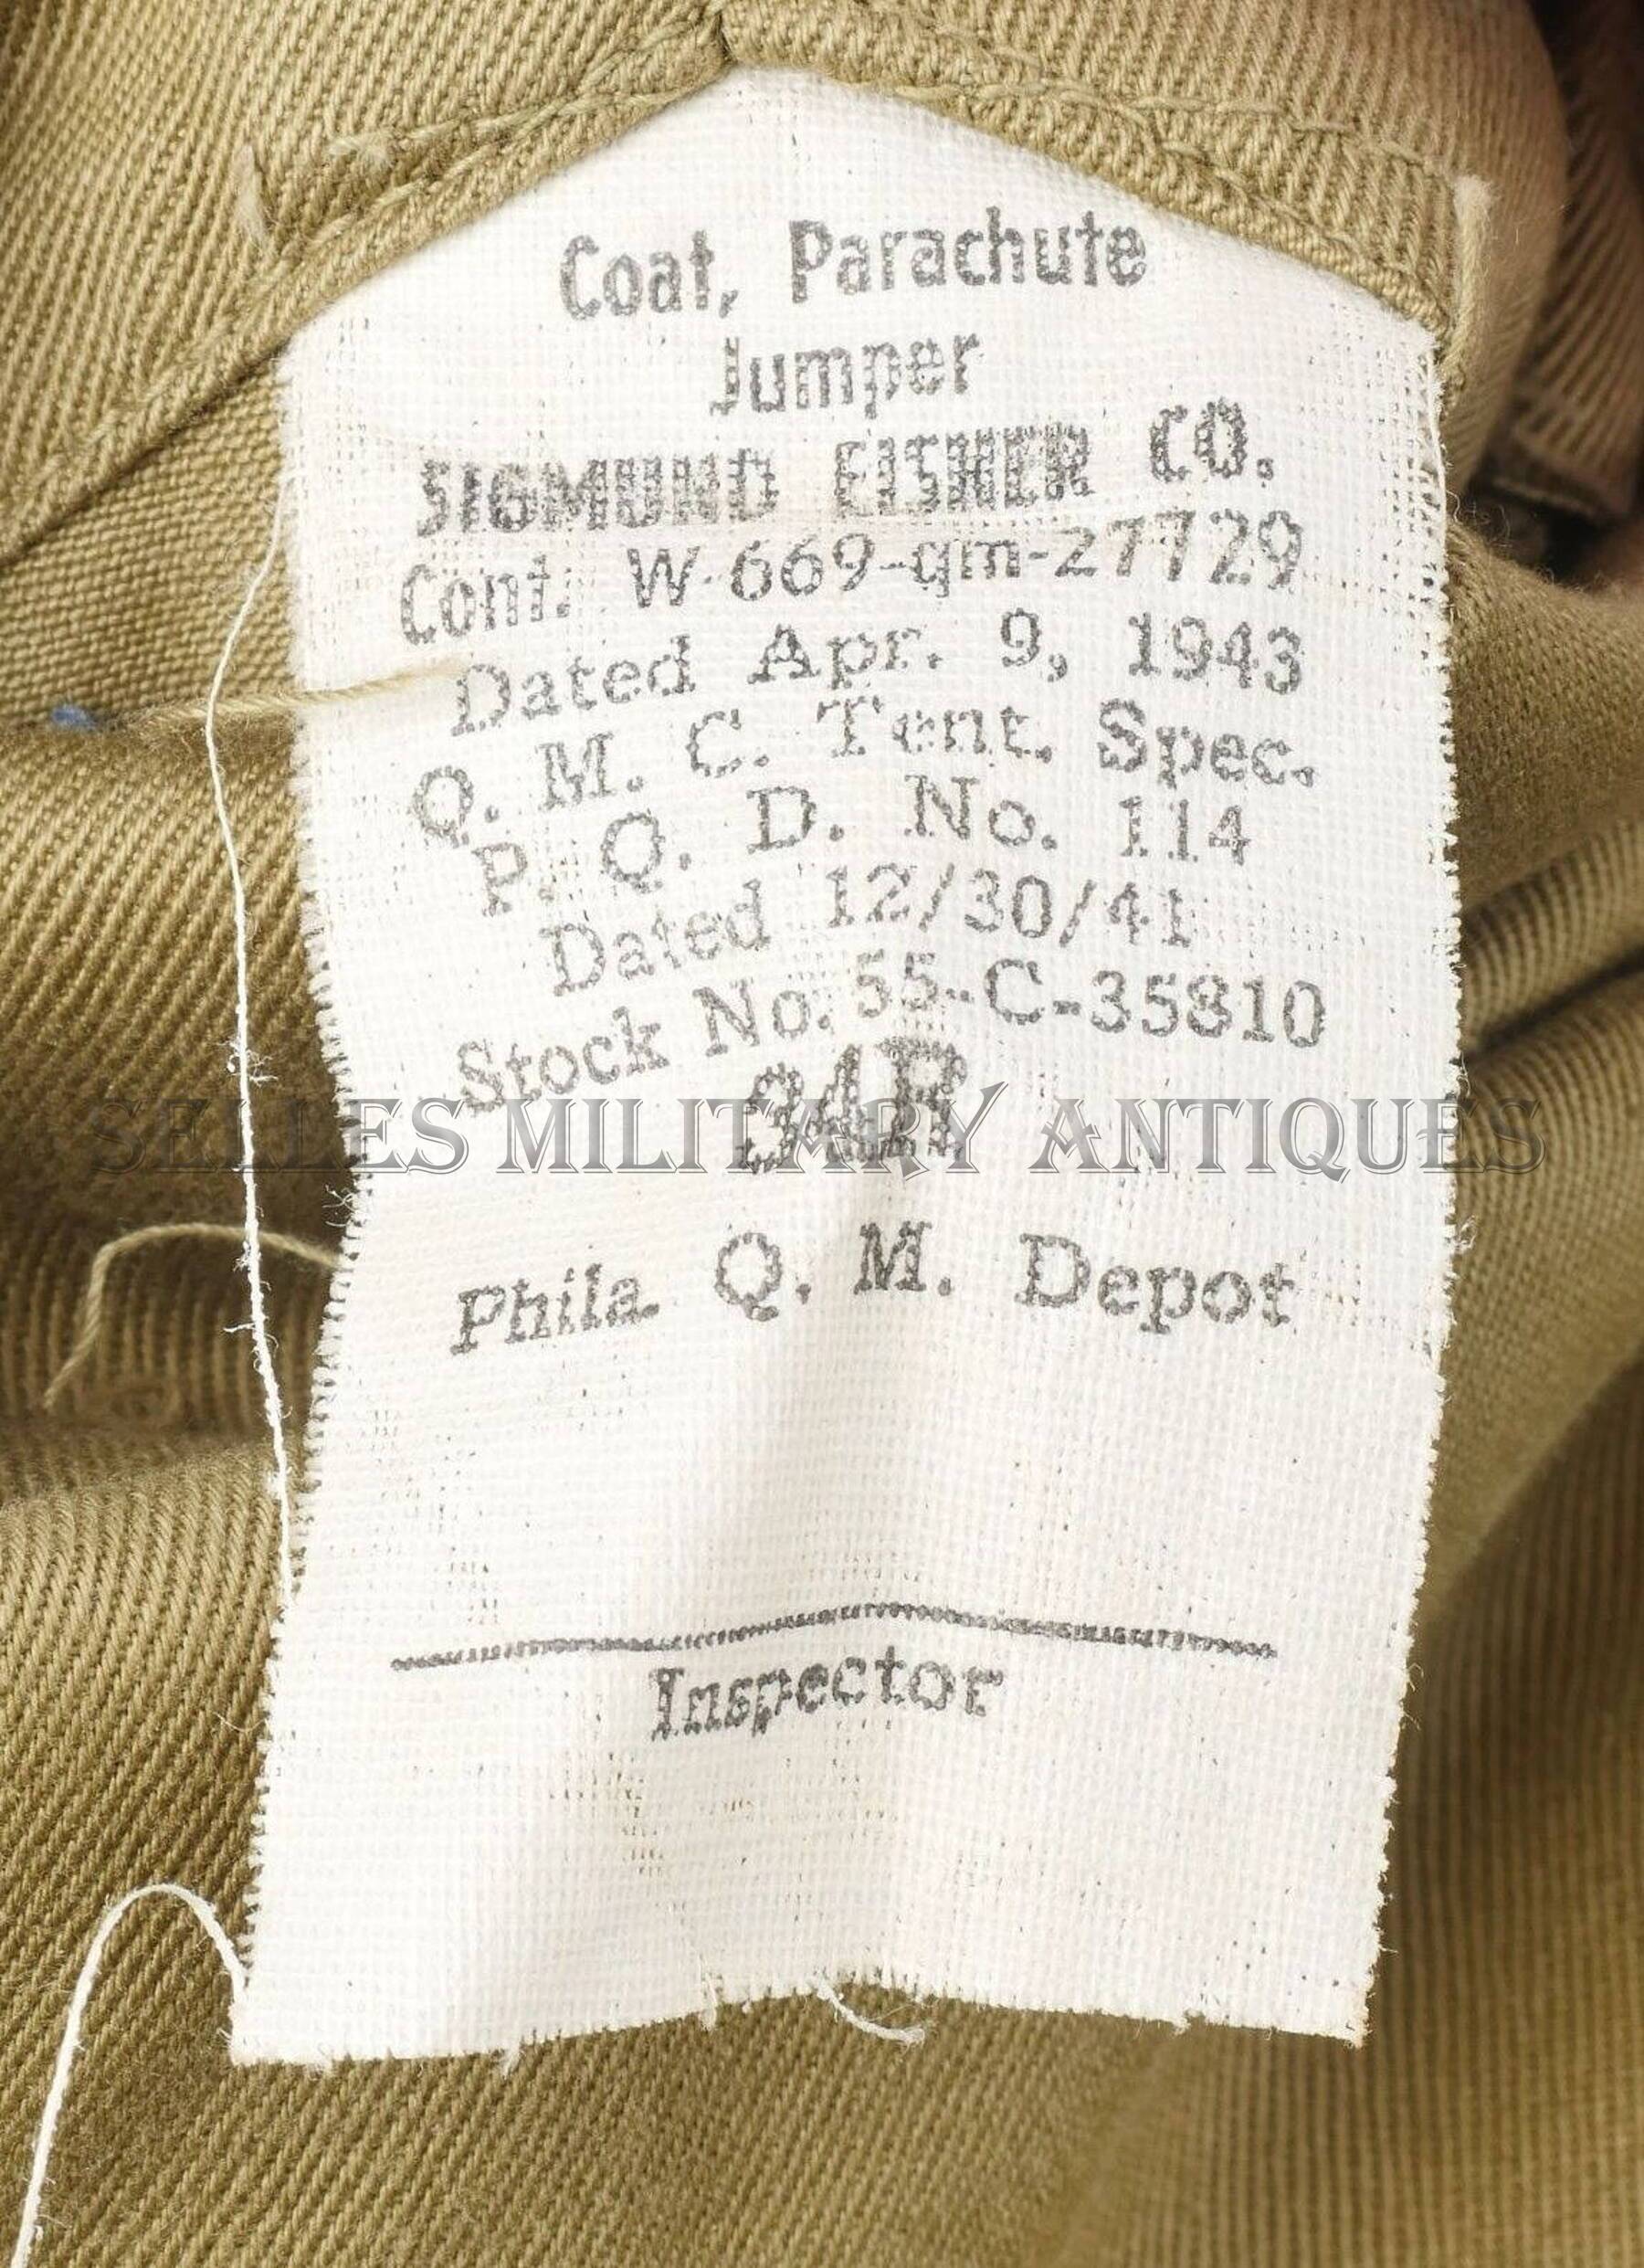 Coat, Parachute
Jumper
SIGMUND EISNER CO.
Cont. W-669-qm-27729
Dated Apr. 9, 1943
Q. M. C. Tent. Spec.
P. Q. D. No. 114
Dated 12/30/41
Stock No. 55-C-35810
34R
SELLES MILITARY ANTIQUES
Phila. Q. M. Depot
Inspector